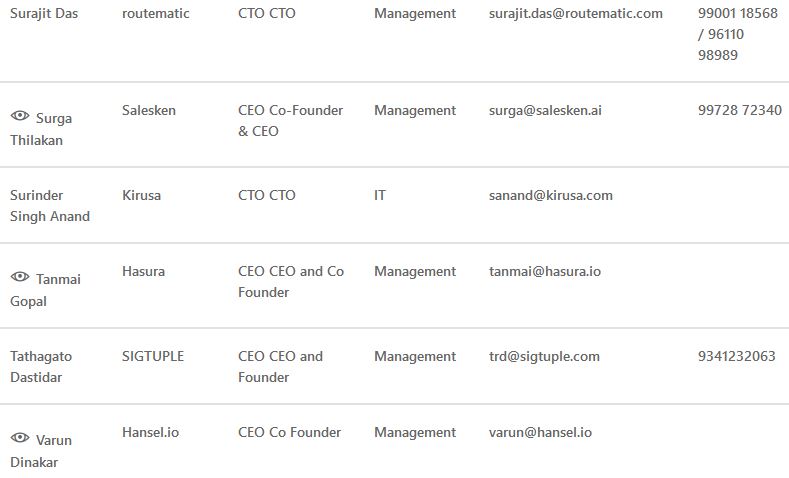 Surajit Das routematic CTO CTO Management surajit.das@routematic.com 99001 18568
/ 96110
98989
Surga Salesken CEO Co-Founder Management surga@salesken.ai 99728 72340
Thilakan & CEO
Surinder Kirusa CTO CTO IT sanand@kirusa.com
Singh Anand
Tanmai Hasura CEO CEO and Co Management tanmai@hasura.io
Gopal Founder
Tathagato SIGTUPLE CEO CEO and Management trd@sigtuple.com 9341232063
Dastidar Founder
Varun Hansel.io CEO Co Founder Management varun@hansel.io
Dinakar